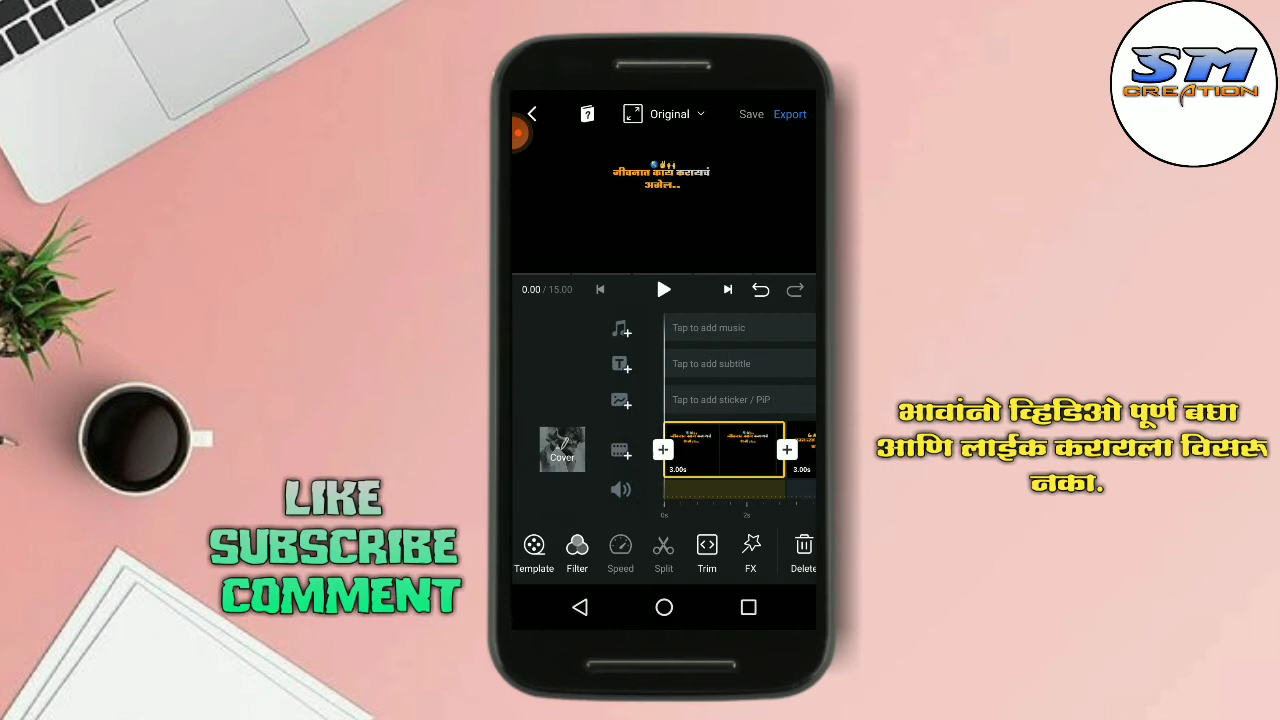 SM
CREATION
Original
Save
Export
जीवनात काय करायचं
असेल..
0.00 / 15.00
Tap to add music
Tap to add subtitle
Tap to add sticker / PiP
Cover
3.00s
3.00s
0s
2s
Template
Filter
Speed
Split
Trim
FX
Delete
LIKE
SUBSCRIBE
COMMENT
भावांनो व्हिडिओ पूर्ण बघा
आणि लाईक करायला विसरू
नका.